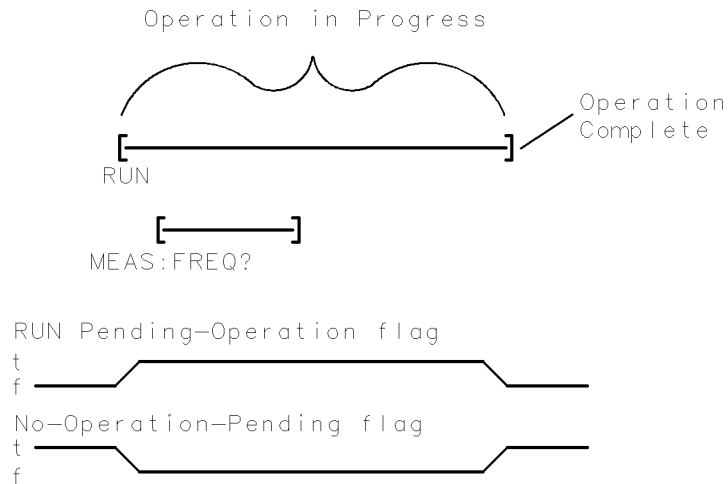 Operation in Progress
Operation
Complete
RUN
MEAS:FREQ?
RUN Pending-Operation flag
t
f
No-Operation-Pending flag
t
f